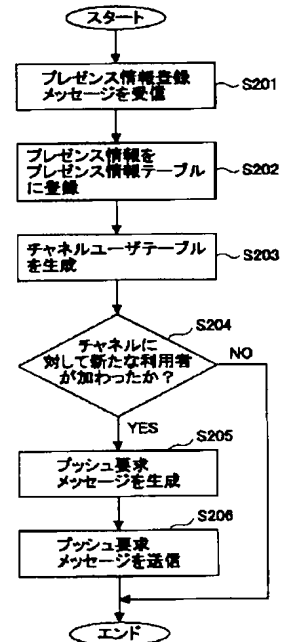 スタート
プレゼンス情報登録
メッセージを受信
S201
プレゼンス情報を
プレゼンス情報テーブル
に登録
S202
チャネルユーザテーブル
を生成
S203
S204
チャネルに
対して新たな利用者
が加わったか？
NO
YES
S205
プッシュ要求
メッセージを生成
S206
プッシュ要求
メッセージを送信
エンド